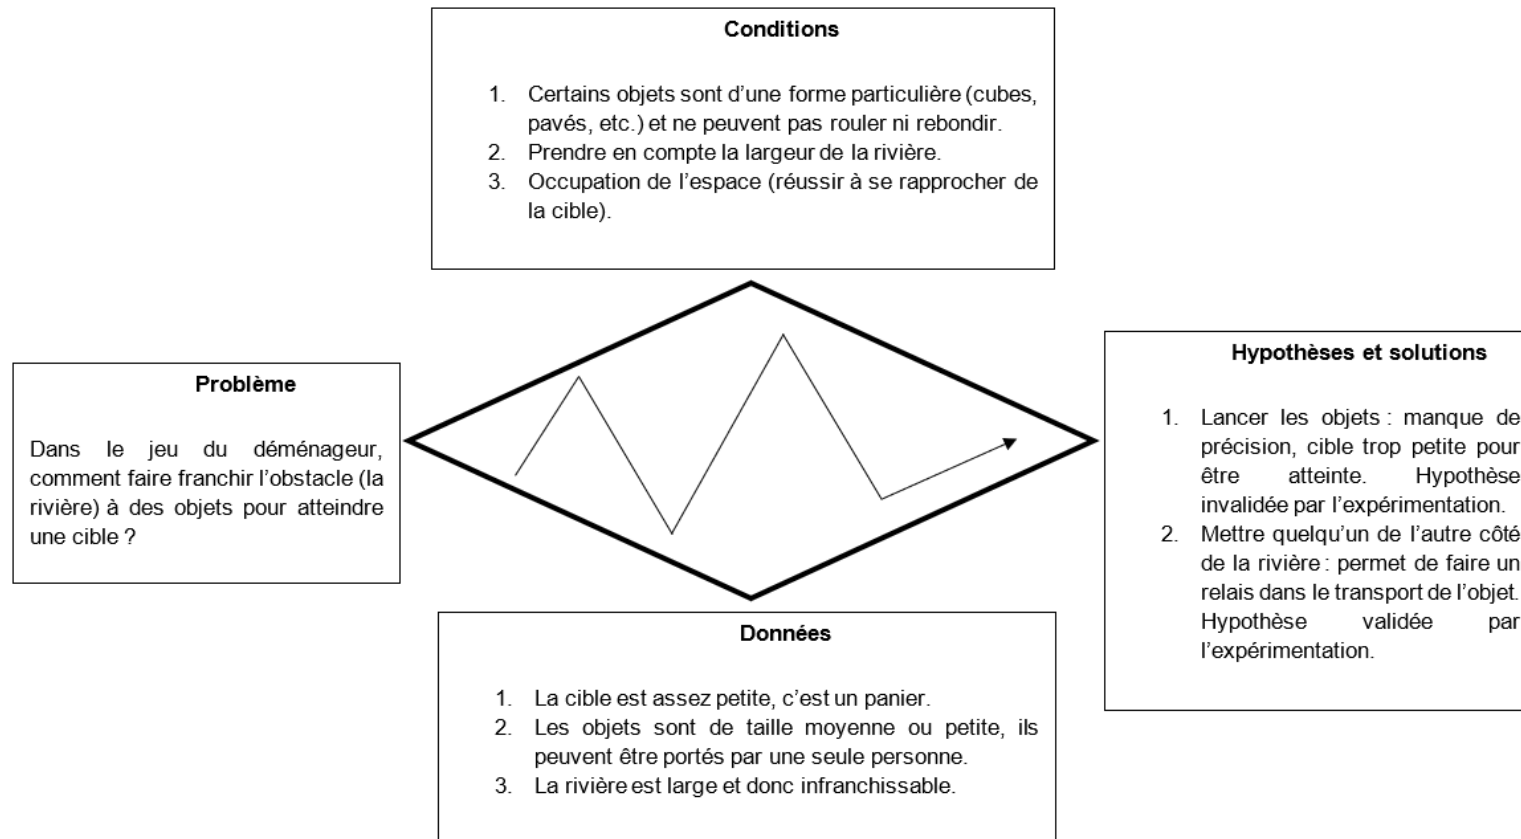 Conditions
1. Certains objets sont d'une forme particulière (cubes,
pavés, etc.) et ne peuvent pas rouler ni rebondir.
2. Prendre en compte la largeur de la rivière.
3. Occupation de l'espace (réussir à se rapprocher de
la cible).
Problème
Dans le jeu du déménageur,
comment faire franchir l'obstacle (la
rivière) à des objets pour atteindre
une cible ?
Hypothèses et solutions
1. Lancer les objets : manque de
précision, cible trop petite pour
être atteinte. Hypothèse
invalidée par l'expérimentation.
2. Mettre quelqu'un de l'autre côté
de la rivière : permet de faire un
relais dans le transport de l'objet.
Hypothèse validée par
l'expérimentation.
Données
1. La cible est assez petite, c'est un panier.
2. Les objets sont de taille moyenne ou petite, ils
peuvent être portés par une seule personne.
3. La rivière est large et donc infranchissable.